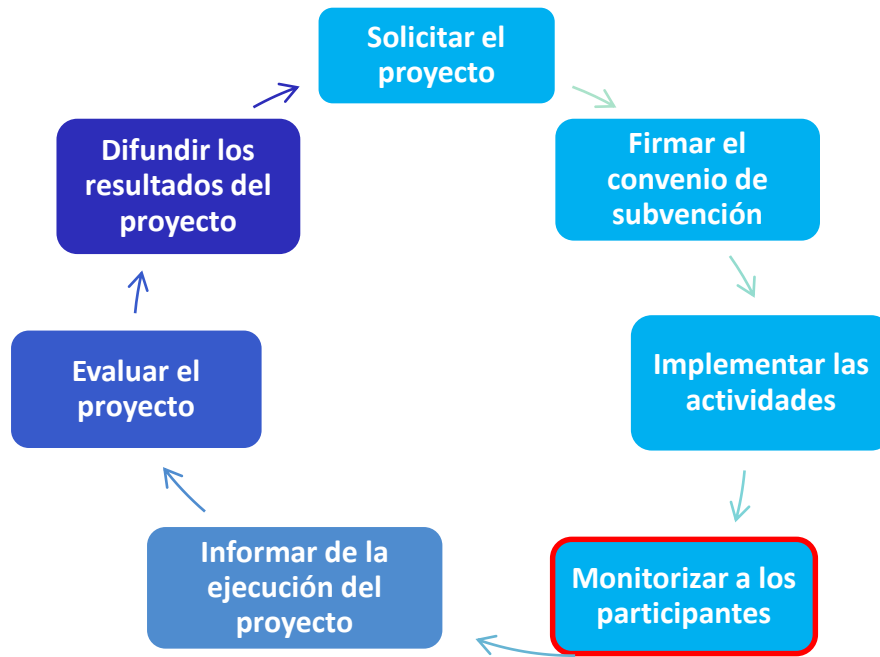 Solicitar el
proyecto
Firmar el
convenio de
subvención
Implementar las
actividades
Monitorizar a los
participantes
Informar de la
ejecución del
proyecto
Evaluar el
proyecto
Difundir los
resultados del
proyecto